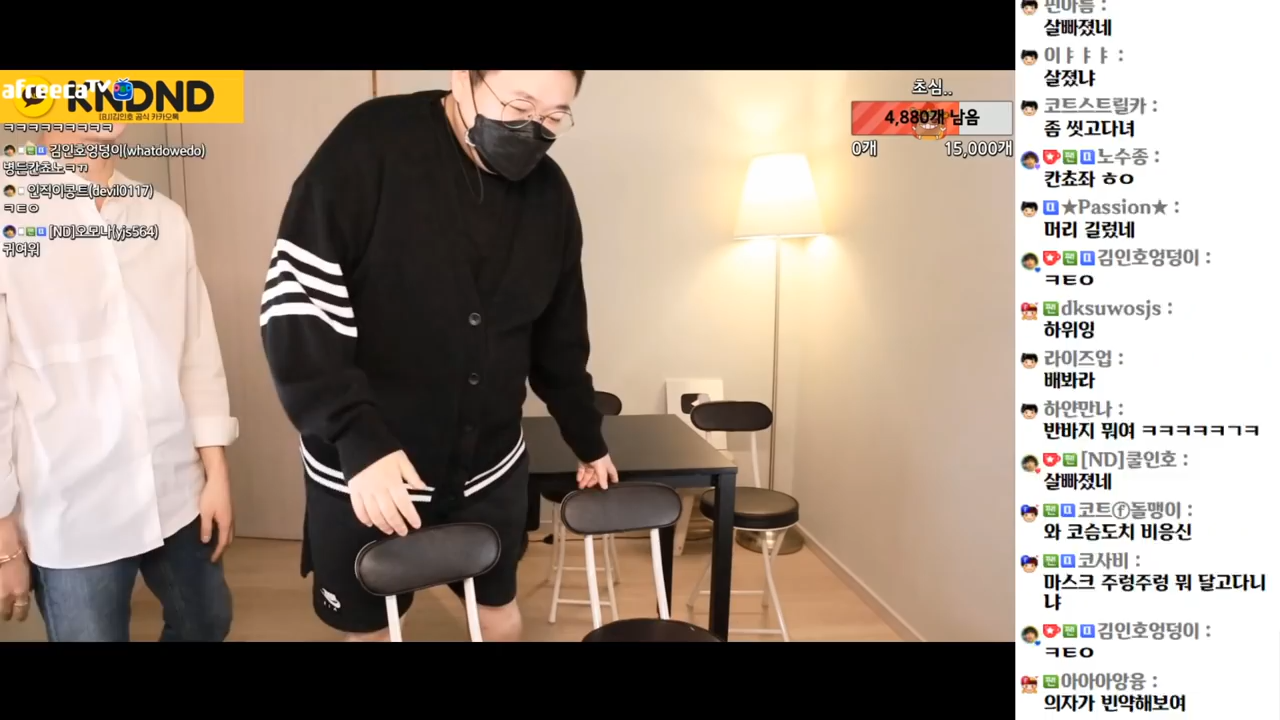 afreecaTV
KNDND
[BJ]김인호 공식 카카오톡
ㅋㅋㅋㅋㅋㅋㅋㅋㅋ
김인호엉덩이(whatdowedo)
병든칸쵸노ㅋㄲ
인직이콩트(devil0117)
ㅋㅌㅇ
[ND]오모나(yjs564)
귀여워
초심..
4,880개 남음
0개 15,000개
핀아름 :
살빠졌네
이ㅑㅑㅑ :
살졌냐
코트스트릴카 :
좀 씻고다녀
노수종 :
칸쵸좌 ㅎㅇ
★Passion★ :
머리 길렀네
김인호엉덩이 :
ㅋㅌㅇ
dksuwosjs :
하위잉
라이즈업 :
배봐라
하얀만나 :
반바지 뭐여 ㅋㅋㅋㅋㅋㄱㅋ
[ND]쿨인호 :
살빠졌네
코트ⓕ돌맹이 :
와 코슴도치 비응신
코사비 :
마스크 주렁주렁 뭐 달고다니
냐
김인호엉덩이 :
ㅋㅌㅇ
아아아앙융 :
의자가 빈약해보여